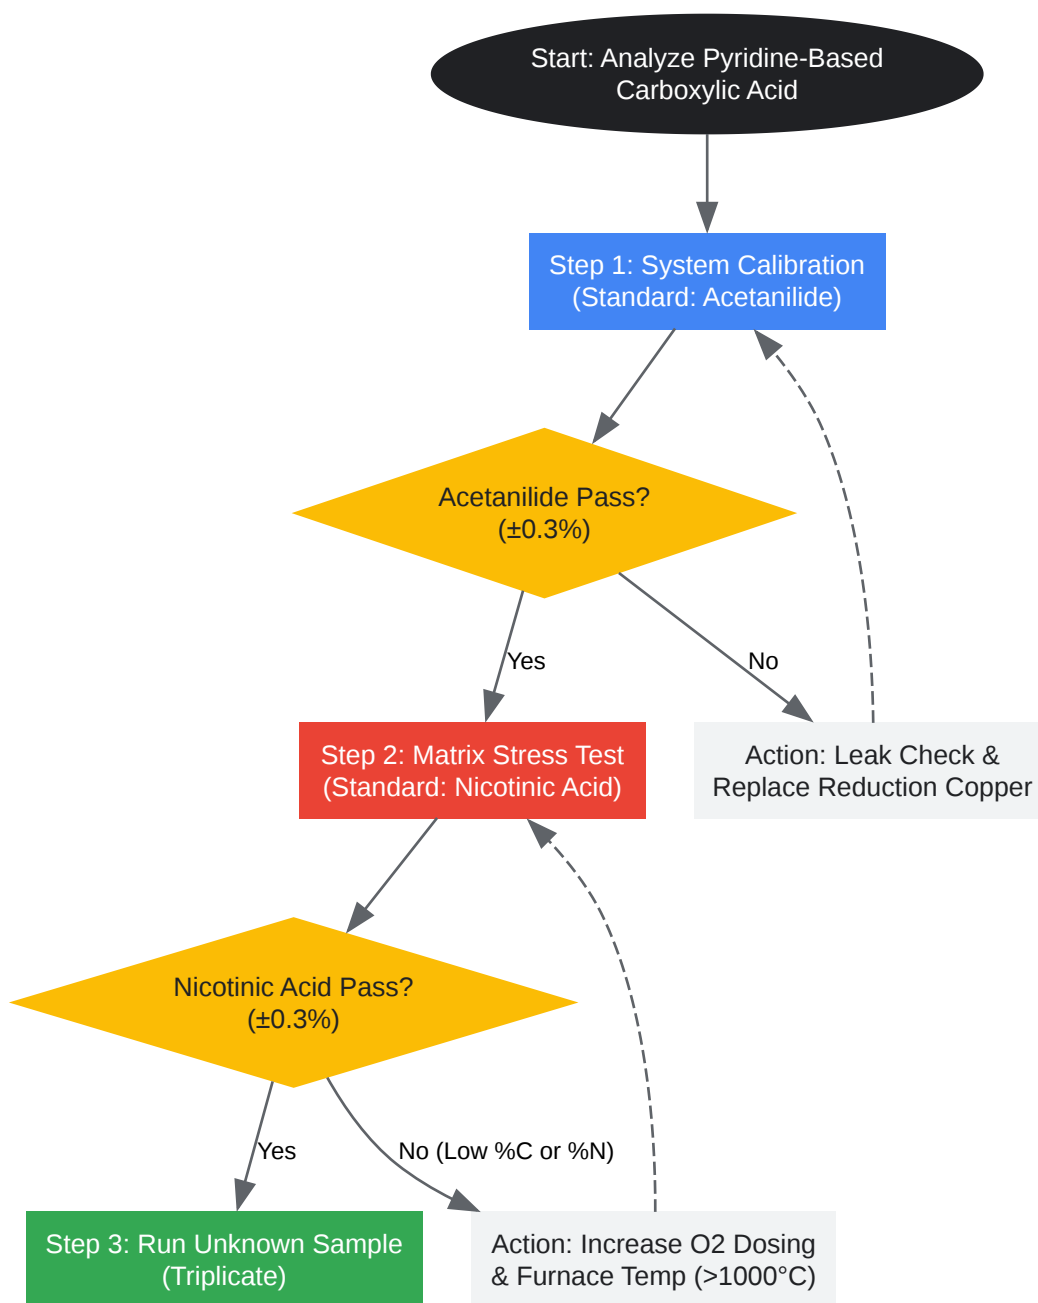 Start: Analyze Pyridine-Based
Carboxylic Acid
Step 1: System Calibration
(Standard: Acetanilide)
Acetanilide Pass?
(±0.3%)
Yes
No
Step 2: Matrix Stress Test
(Standard: Nicotinic Acid)
Action: Leak Check &
Replace Reduction Copper
Nicotinic Acid Pass?
(±0.3%)
Yes
No (Low %C or %N)
Step 3: Run Unknown Sample
(Triplicate)
Action: Increase O2 Dosing
& Furnace Temp (>1000°C)